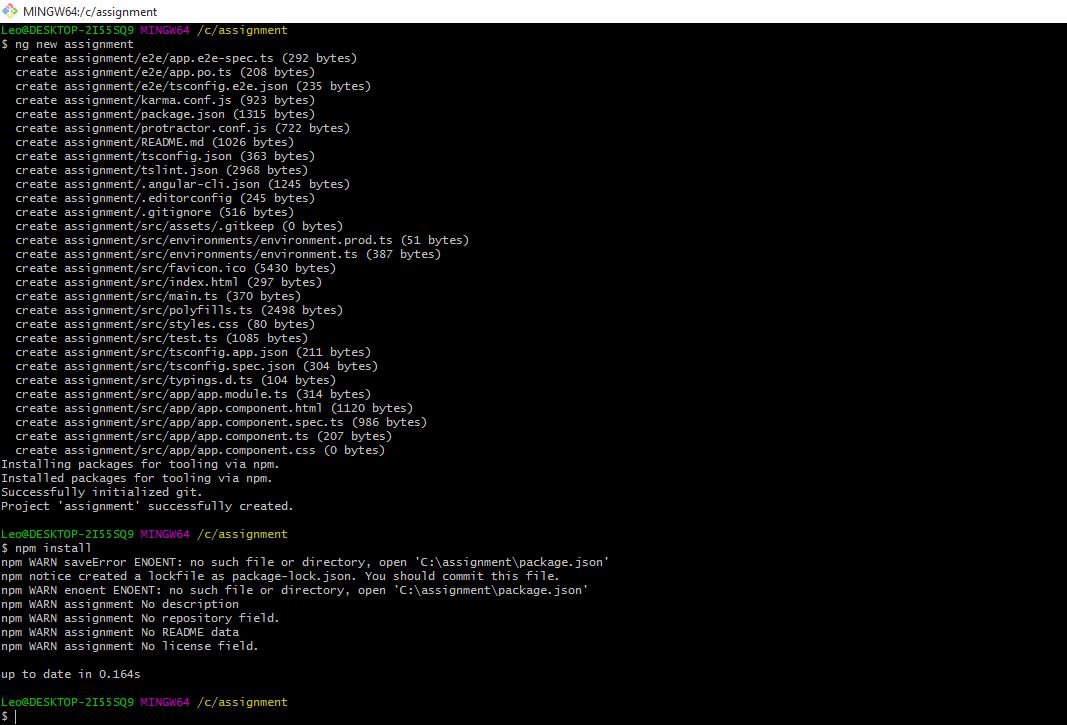 MINGW64:/c/assignment
Leo@DESKTOP-2I55SQ9 MINGW64 /c/assignment
$ ng new assignment
  create assignment/e2e/app.e2e-spec.ts (292 bytes)
  create assignment/e2e/app.po.ts (208 bytes)
  create assignment/e2e/tsconfig.e2e.json (235 bytes)
  create assignment/karma.conf.js (923 bytes)
  create assignment/package.json (1315 bytes)
  create assignment/protractor.conf.js (722 bytes)
  create assignment/README.md (1026 bytes)
  create assignment/tsconfig.json (363 bytes)
  create assignment/tslint.json (2968 bytes)
  create assignment/.angular-cli.json (1245 bytes)
  create assignment/.editorconfig (245 bytes)
  create assignment/.gitignore (516 bytes)
  create assignment/src/assets/.gitkeep (0 bytes)
  create assignment/src/environments/environment.prod.ts (51 bytes)
  create assignment/src/environments/environment.ts (387 bytes)
  create assignment/src/favicon.ico (5430 bytes)
  create assignment/src/index.html (297 bytes)
  create assignment/src/main.ts (370 bytes)
  create assignment/src/polyfills.ts (2498 bytes)
  create assignment/src/styles.css (80 bytes)
  create assignment/src/test.ts (1085 bytes)
  create assignment/src/tsconfig.app.json (211 bytes)
  create assignment/src/tsconfig.spec.json (304 bytes)
  create assignment/src/typings.d.ts (104 bytes)
  create assignment/src/app/app.module.ts (314 bytes)
  create assignment/src/app/app.component.html (1120 bytes)
  create assignment/src/app/app.component.spec.ts (986 bytes)
  create assignment/src/app/app.component.ts (207 bytes)
  create assignment/src/app/app.component.css (0 bytes)
Installing packages for tooling via npm.
Installed packages for tooling via npm.
Successfully initialized git.
Project 'assignment' successfully created.
Leo@DESKTOP-2I55SQ9 MINGW64 /c/assignment
$ npm install
npm WARN saveError ENOENT: no such file or directory, open 'C:\assignment\package.json'
npm notice created a lockfile as package-lock.json. You should commit this file.
npm WARN enoent ENOENT: no such file or directory, open 'C:\assignment\package.json'
npm WARN assignment No description
npm WARN assignment No repository field.
npm WARN assignment No README data
npm WARN assignment No license field.
up to date in 0.164s
Leo@DESKTOP-2I55SQ9 MINGW64 /c/assignment
$